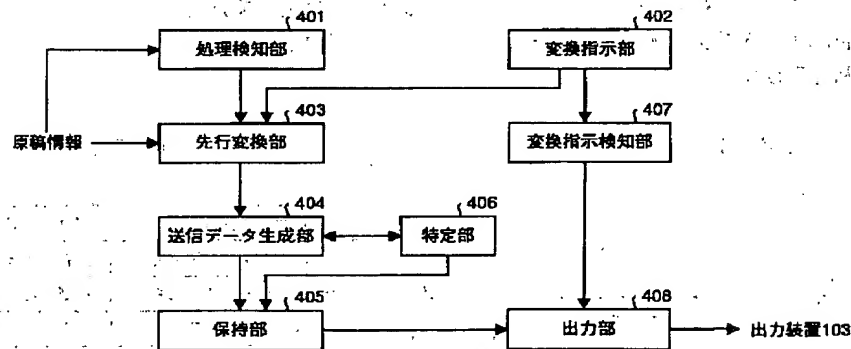 401
処理検知部
402
変換指示部
原稿情報
403
先行変換部
407
変換指示検知部
404
送信データ生成部
406
特定部
405
保持部
408
出力部
出力装置103